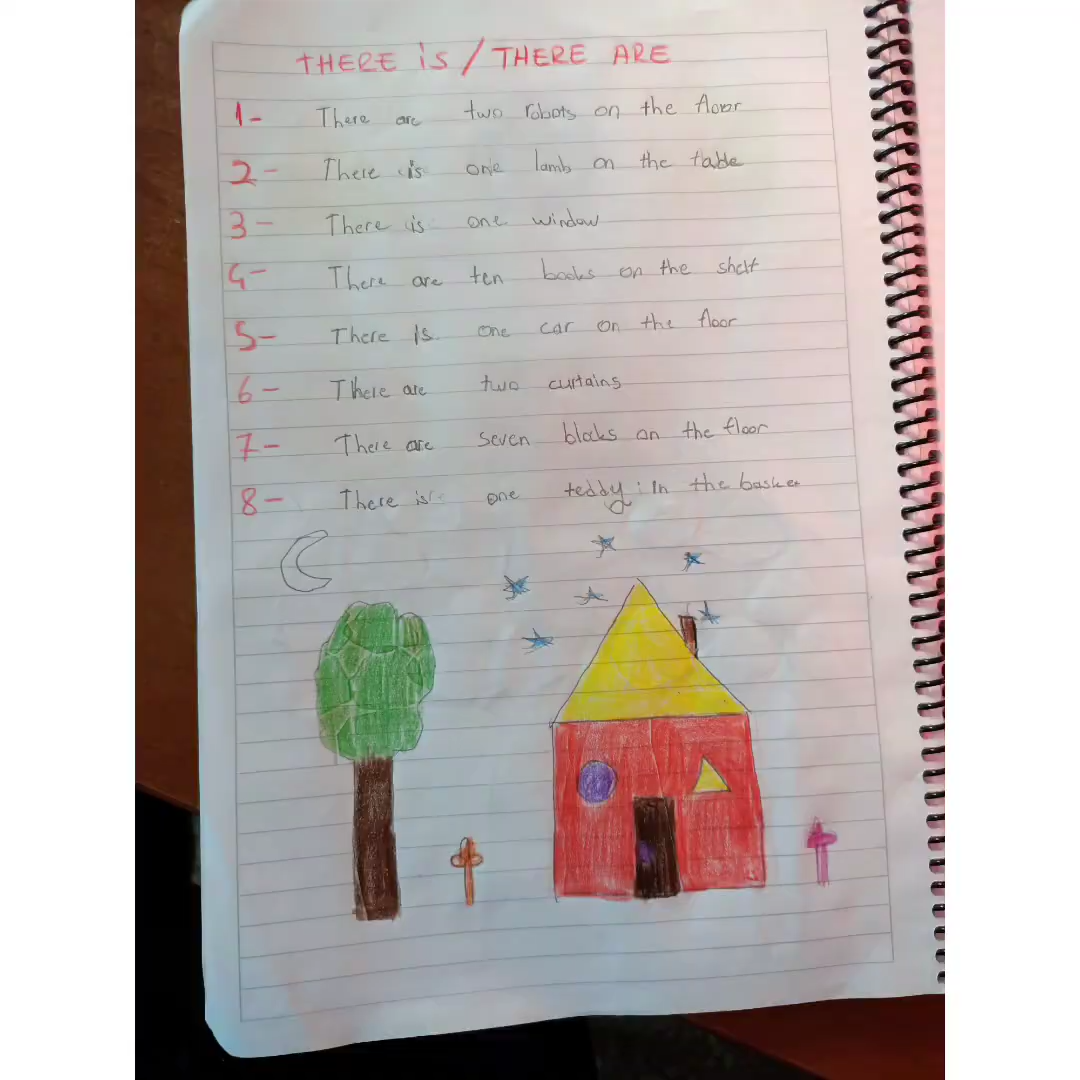 THERE iS / THERE ARE
1- There are two robots on the floor
2- There is one lamb on the table
3- There is one window
4- There are ten books on the shelf
5- There is one car on the floor
6- There are two curtains
7- There are seven blocks on the floor
8- There is one teddy in the basket